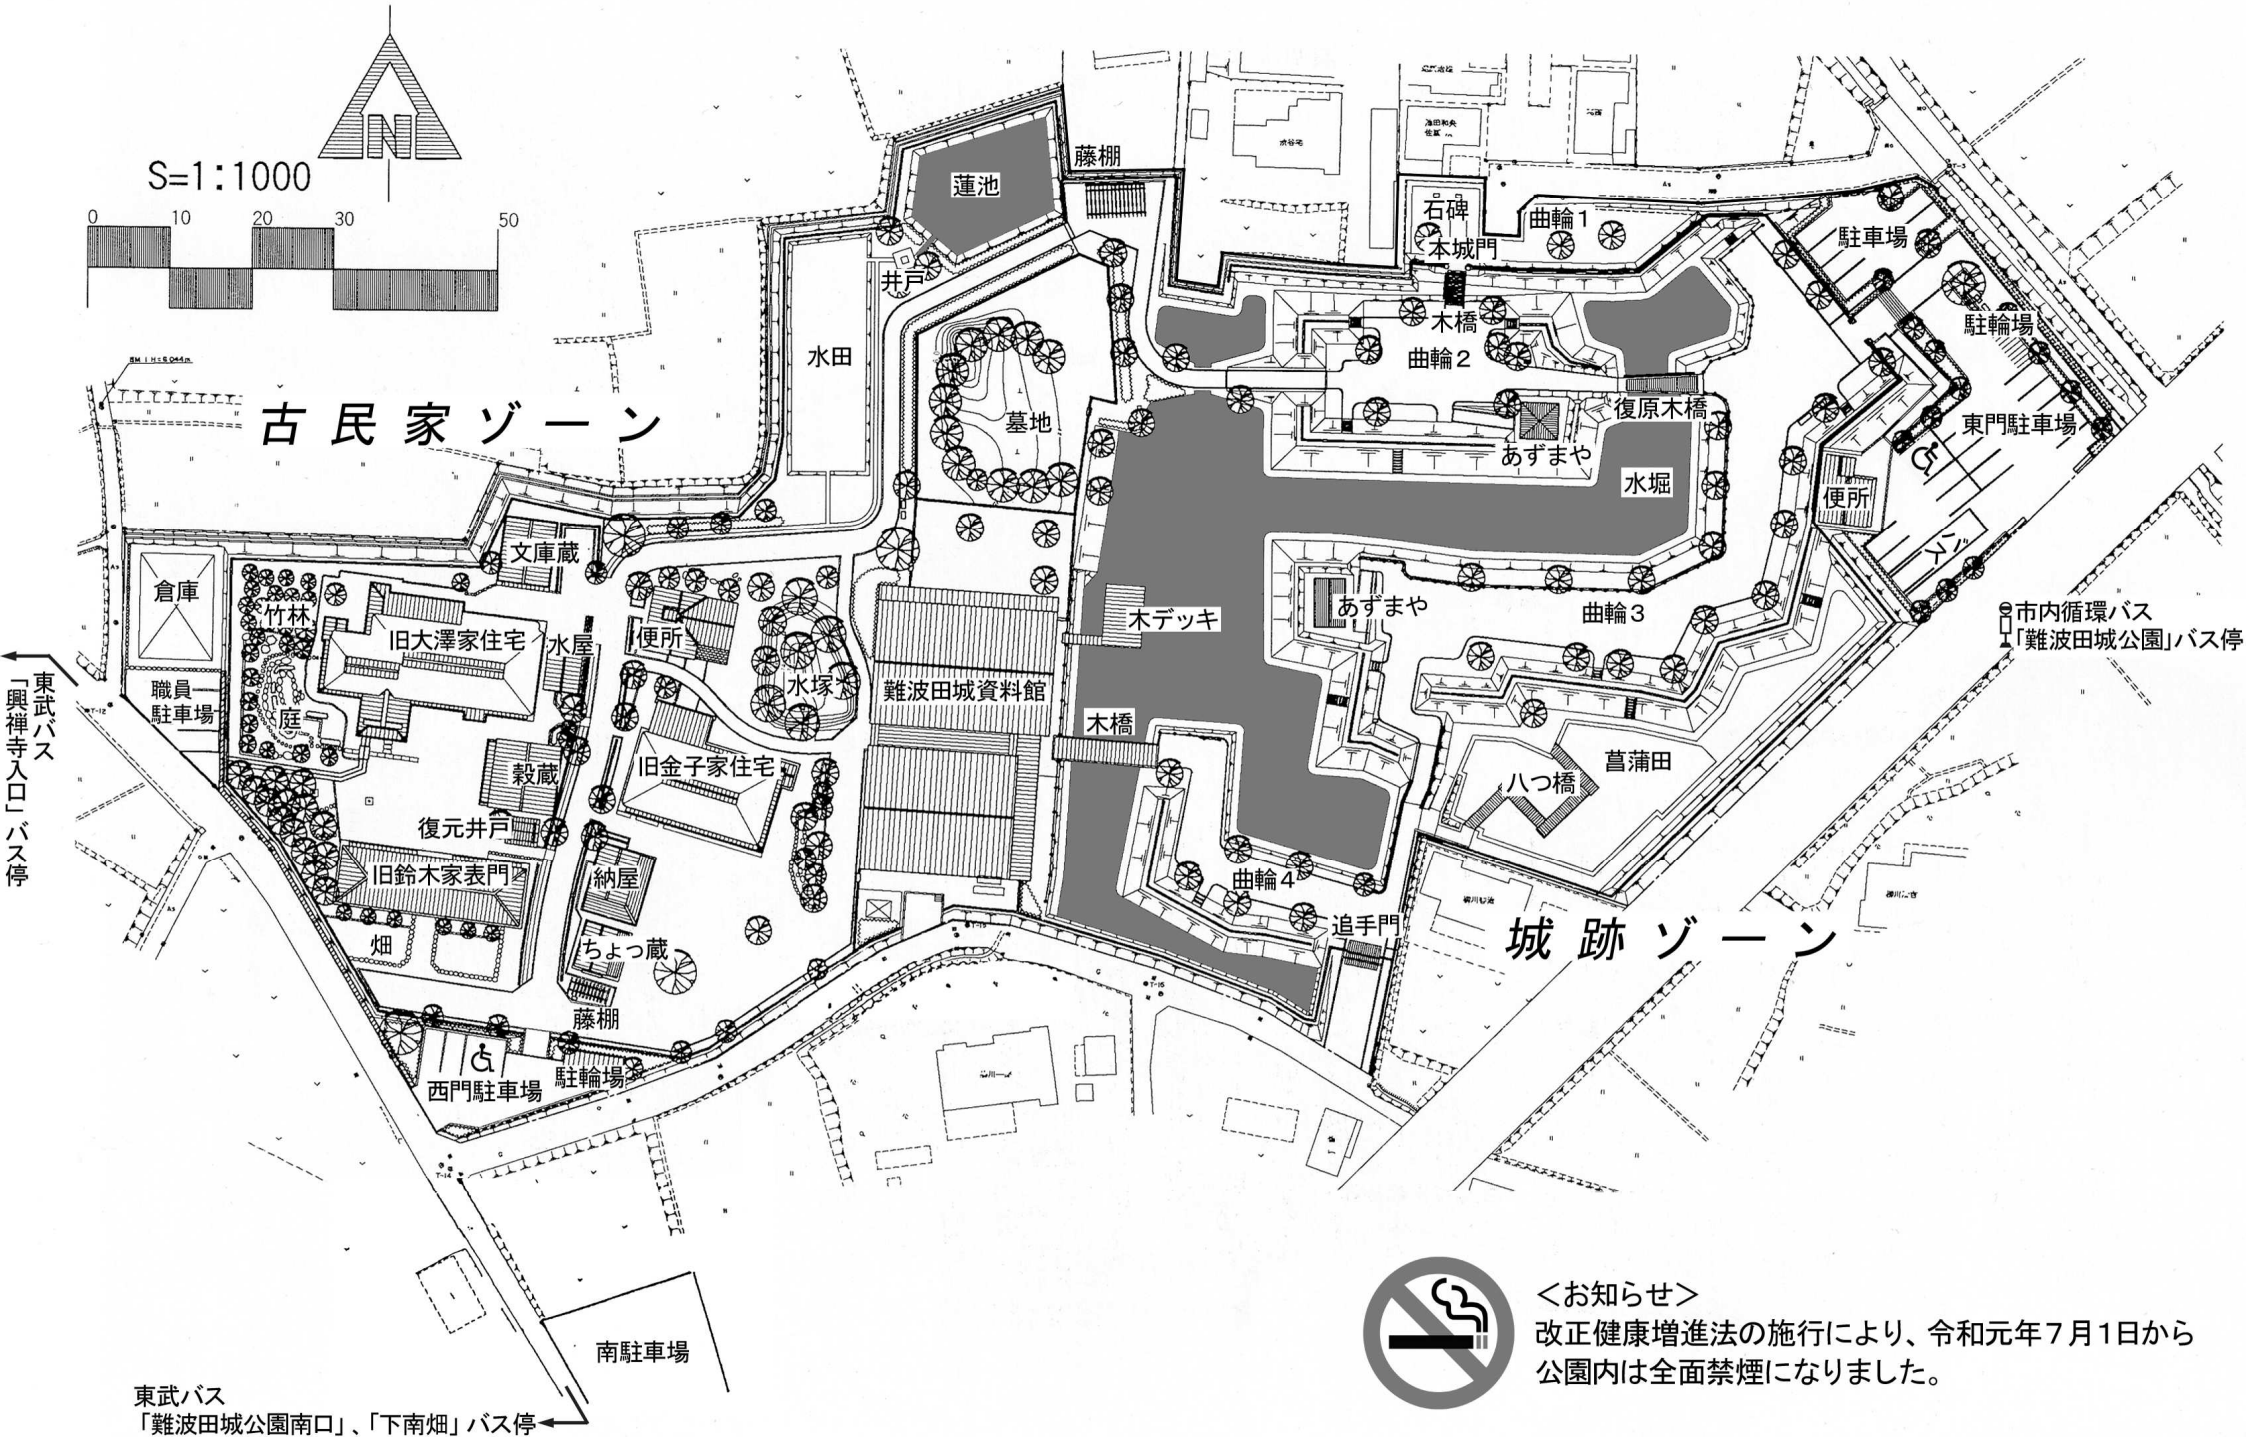 N
S=1:1000
0 10 20 30 50
古民家ゾーン
蓮池
藤棚
井戸
水田
墓地
石碑
曲輪1
本城門
木橋
曲輪2
駐車場
駐輪場
復原木橋
あずまや
水堀
東門駐車場
便所
バス
市内循環バス
「難波田城公園」バス停
文庫蔵
倉庫
竹林
旧大澤家住宅
水屋
便所
職員
駐車場
庭
水塚
難波田城資料館
木デッキ
あずまや
曲輪3
東武バス
「興禅寺入口」バス停
木橋
穀蔵
旧金子家住宅
八つ橋
菖蒲田
復元井戸
旧鈴木家表門
納屋
曲輪4
追手門
城跡ゾーン
畑
ちょっ蔵
藤棚
西門駐車場
駐輪場
T-12
T-14
T-15
T-16
T-3
南駐車場
東武バス
「難波田城公園南口」、「下南畑」バス停
＜お知らせ＞
改正健康増進法の施行により、令和元年７月１日から
公園内は全面禁煙になりました。